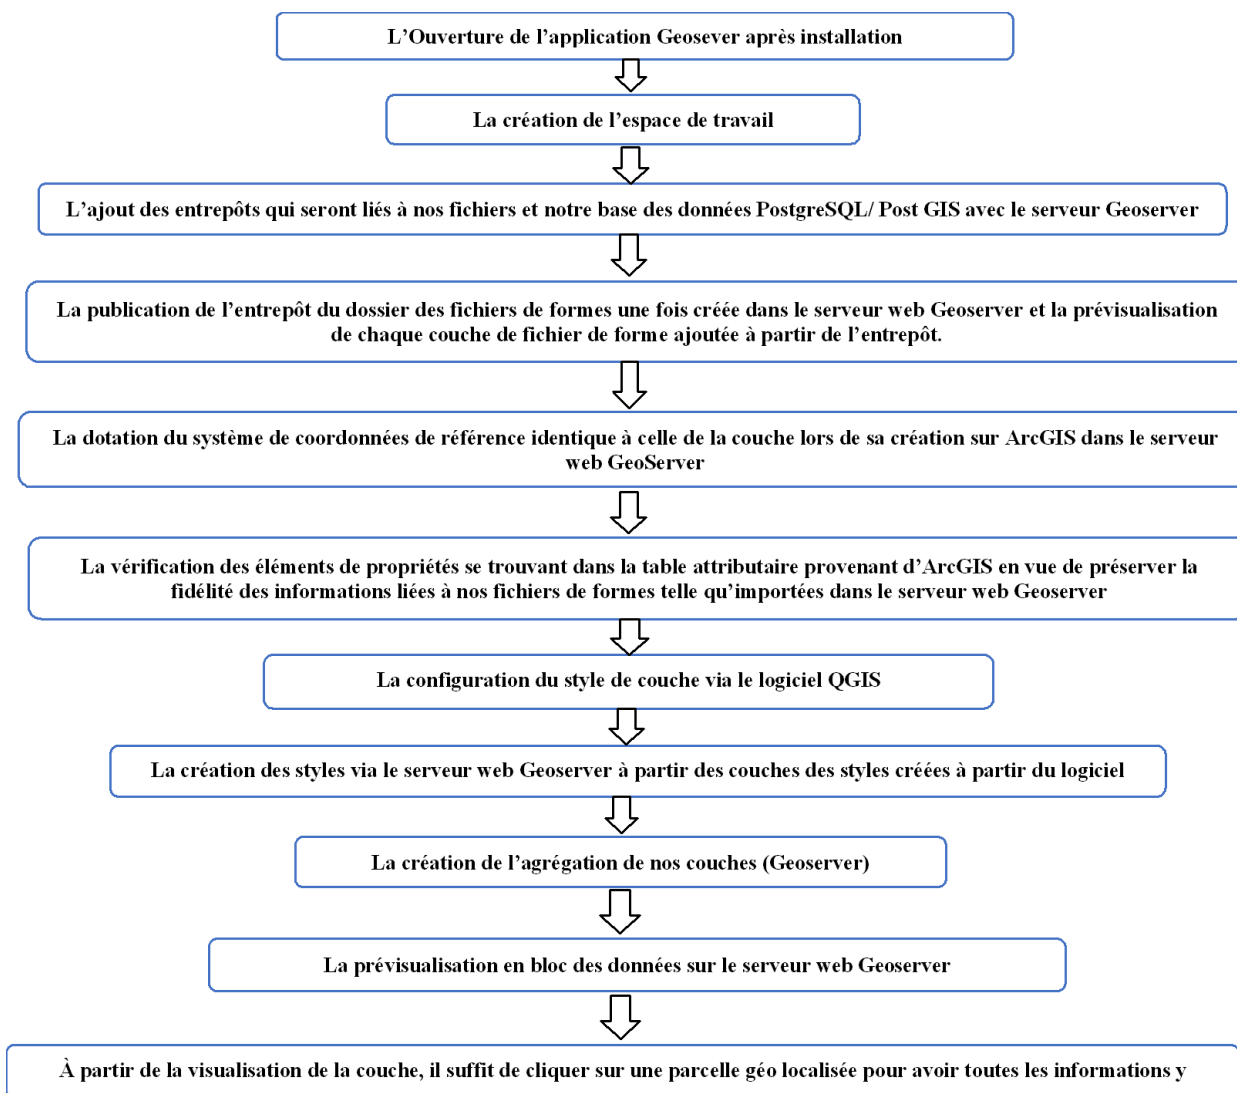 L'Ouverture de l'application Geosever après installation
La création de l'espace de travail
L'ajout des entrepôts qui seront liés à nos fichiers et notre base des données PostgreSQL/ Post GIS avec le serveur Geoserver
La publication de l'entrepôt du dossier des fichiers de formes une fois créée dans le serveur web Geoserver et la prévisualisation
de chaque couche de fichier de forme ajoutée à partir de l'entrepôt.
La dotation du système de coordonnées de référence identique à celle de la couche lors de sa création sur ArcGIS dans le serveur
web GeoServer
La vérification des éléments de propriétés se trouvant dans la table attributaire provenant d'ArcGIS en vue de préserver la
fidélité des informations liées à nos fichiers de formes telle qu'importées dans le serveur web Geoserver
La configuration du style de couche via le logiciel QGIS
La création des styles via le serveur web Geoserver à partir des couches des styles créées à partir du logiciel
La création de l'agrégation de nos couches (Geoserver)
La prévisualisation en bloc des données sur le serveur web Geoserver
À partir de la visualisation de la couche, il suffit de cliquer sur une parcelle géo localisée pour avoir toutes les informations y